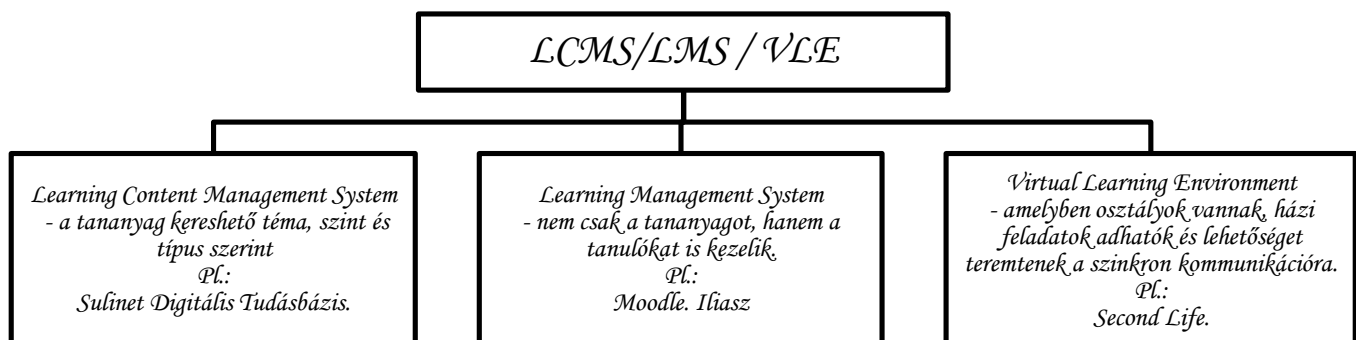 LCMS/LMS / VLE
Learning Content Management System
- a tananyag kereshető téma, szint és
típus szerint
Pl.:
Sulinet Digitális Tudásbázis.
Learning Management System
- nem csak a tananyagot, hanem a
tanulókat is kezelik.
Pl.:
Moodle. Iliasz
Virtual Learning Environment
- amelyben osztályok vannak, házi
feladatok adhatók és lehetőséget
teremtenek a szinkron kommunikációra.
Pl.:
Second Life.